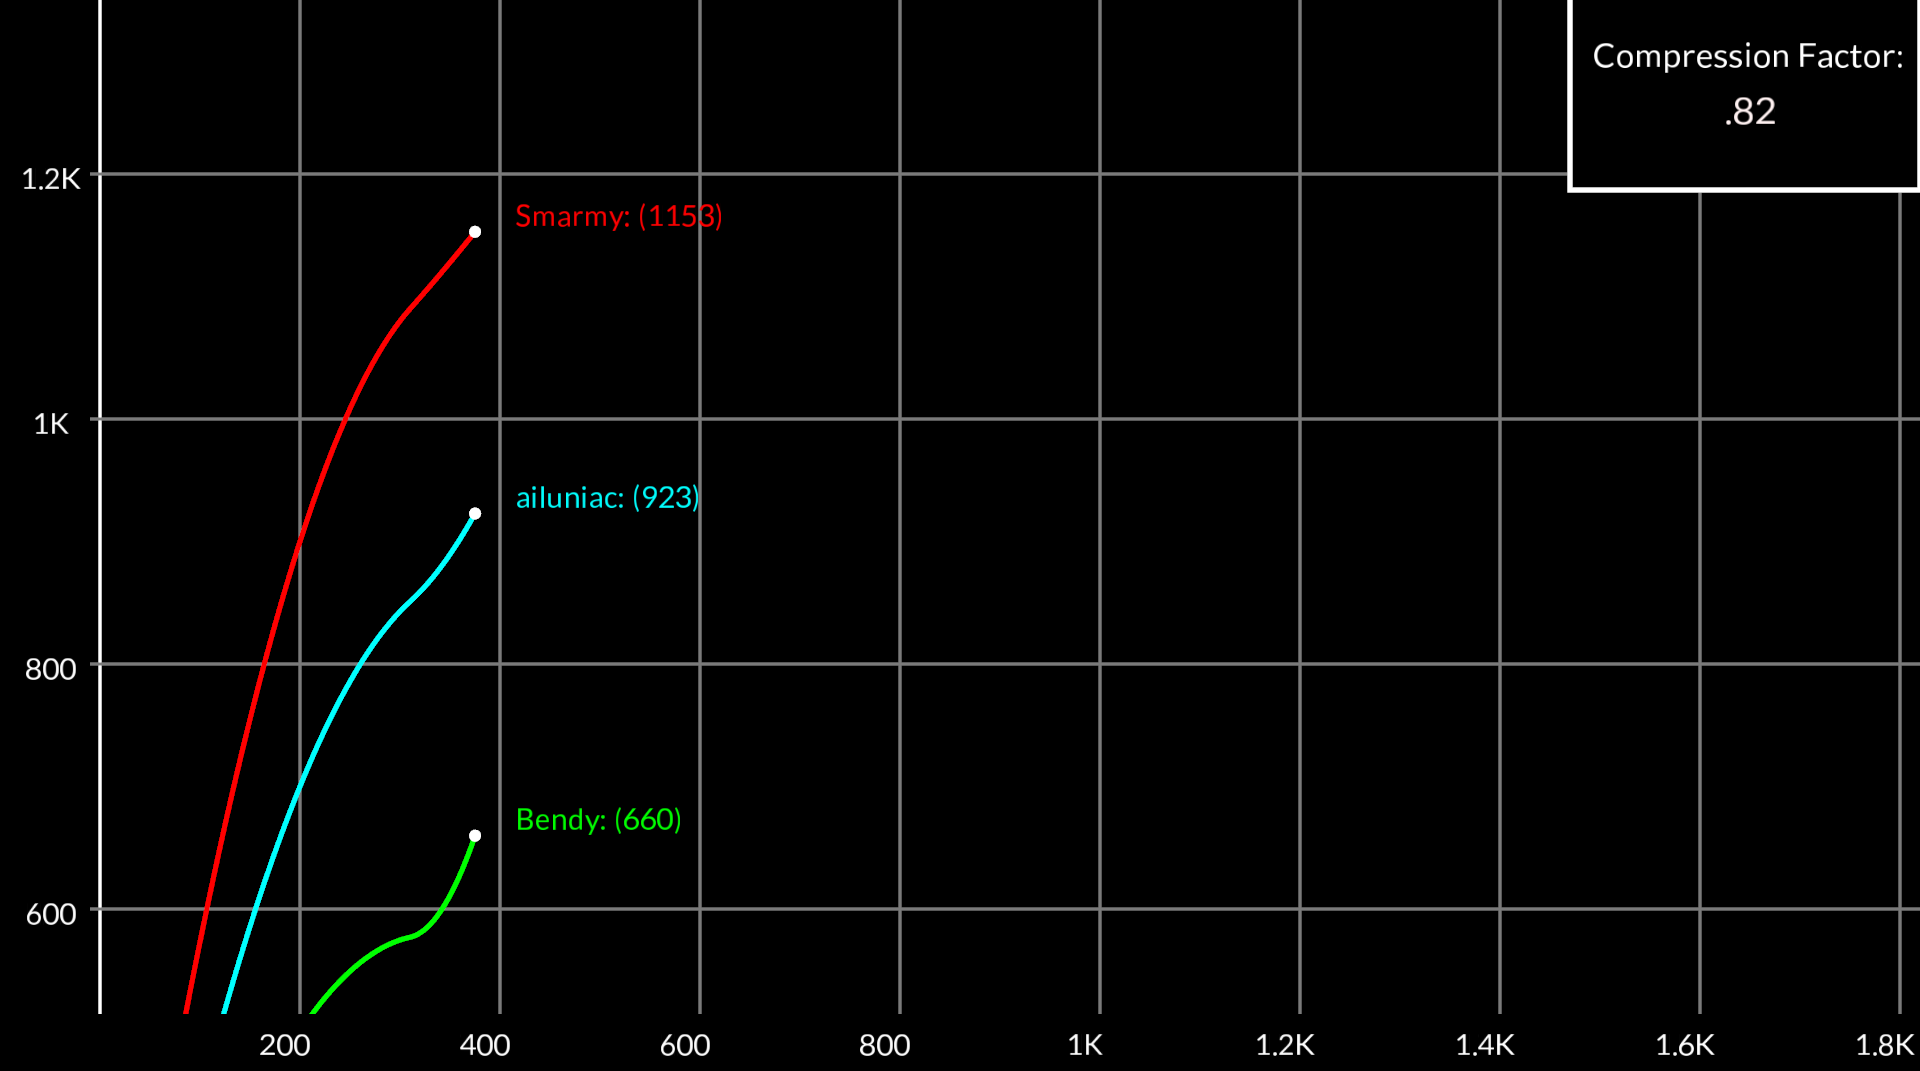 Compression Factor:
.82
1.2K
Smarmy: (1153)
1K
ailuniac: (923)
800
Bendy: (660)
600
200 400 600 800 1K 1.2K 1.4K 1.6K 1.8K